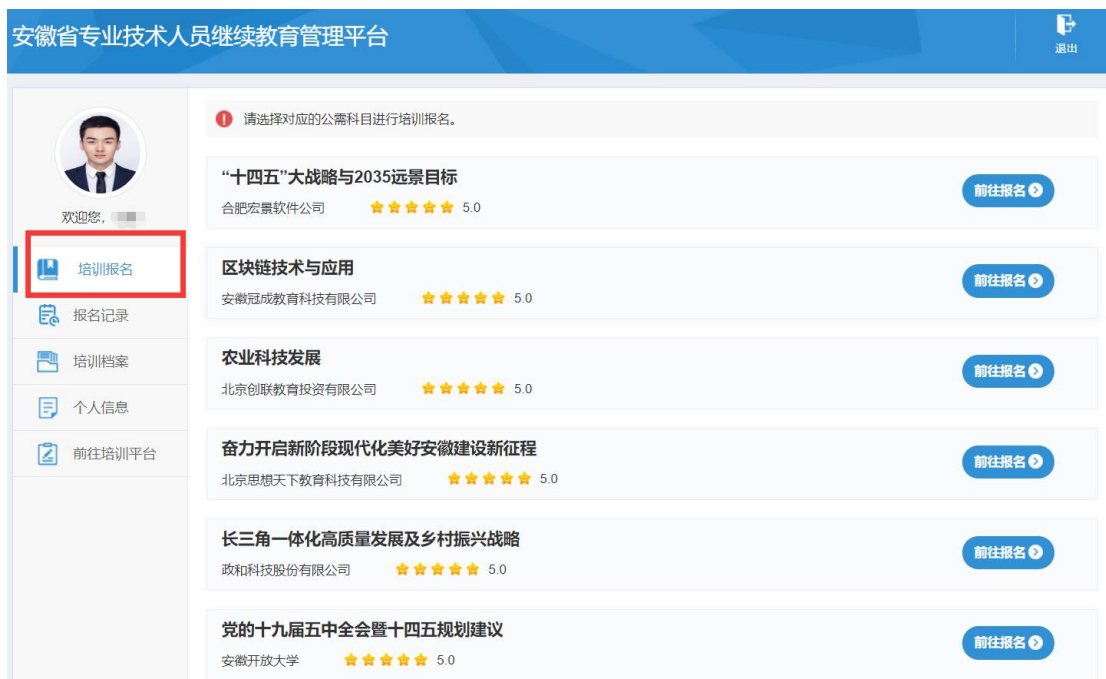 安徽省专业技术人员继续教育管理平台
退出
请选择对应的公需科目进行培训报名。
欢迎您，
培训报名
报名记录
培训档案
个人信息
前往培训平台
“十四五”大战略与2035远景目标
合肥宏景软件公司 5.0
前往报名
区块链技术与应用
安徽冠成教育科技有限公司 5.0
前往报名
农业科技发展
北京创联教育投资有限公司 5.0
前往报名
奋力开启新阶段现代化美好安徽建设新征程
北京思想天下教育科技有限公司 5.0
前往报名
长三角一体化高质量发展及乡村振兴战略
政和科技股份有限公司 5.0
前往报名
党的十九届五中全会暨十四五规划建议
安徽开放大学 5.0
前往报名